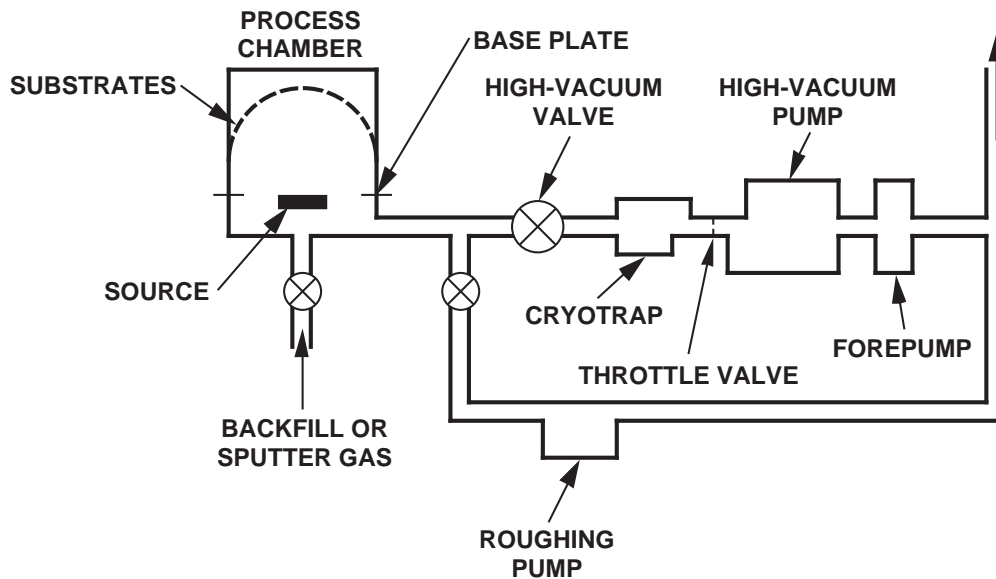 PROCESS
CHAMBER
BASE PLATE
SUBSTRATES
HIGH-VACUUM
VALVE
HIGH-VACUUM
PUMP
SOURCE
CRYOTRAP
FOREPUMP
THROTTLE VALVE
BACKFILL OR
SPUTTER GAS
ROUGHING
PUMP